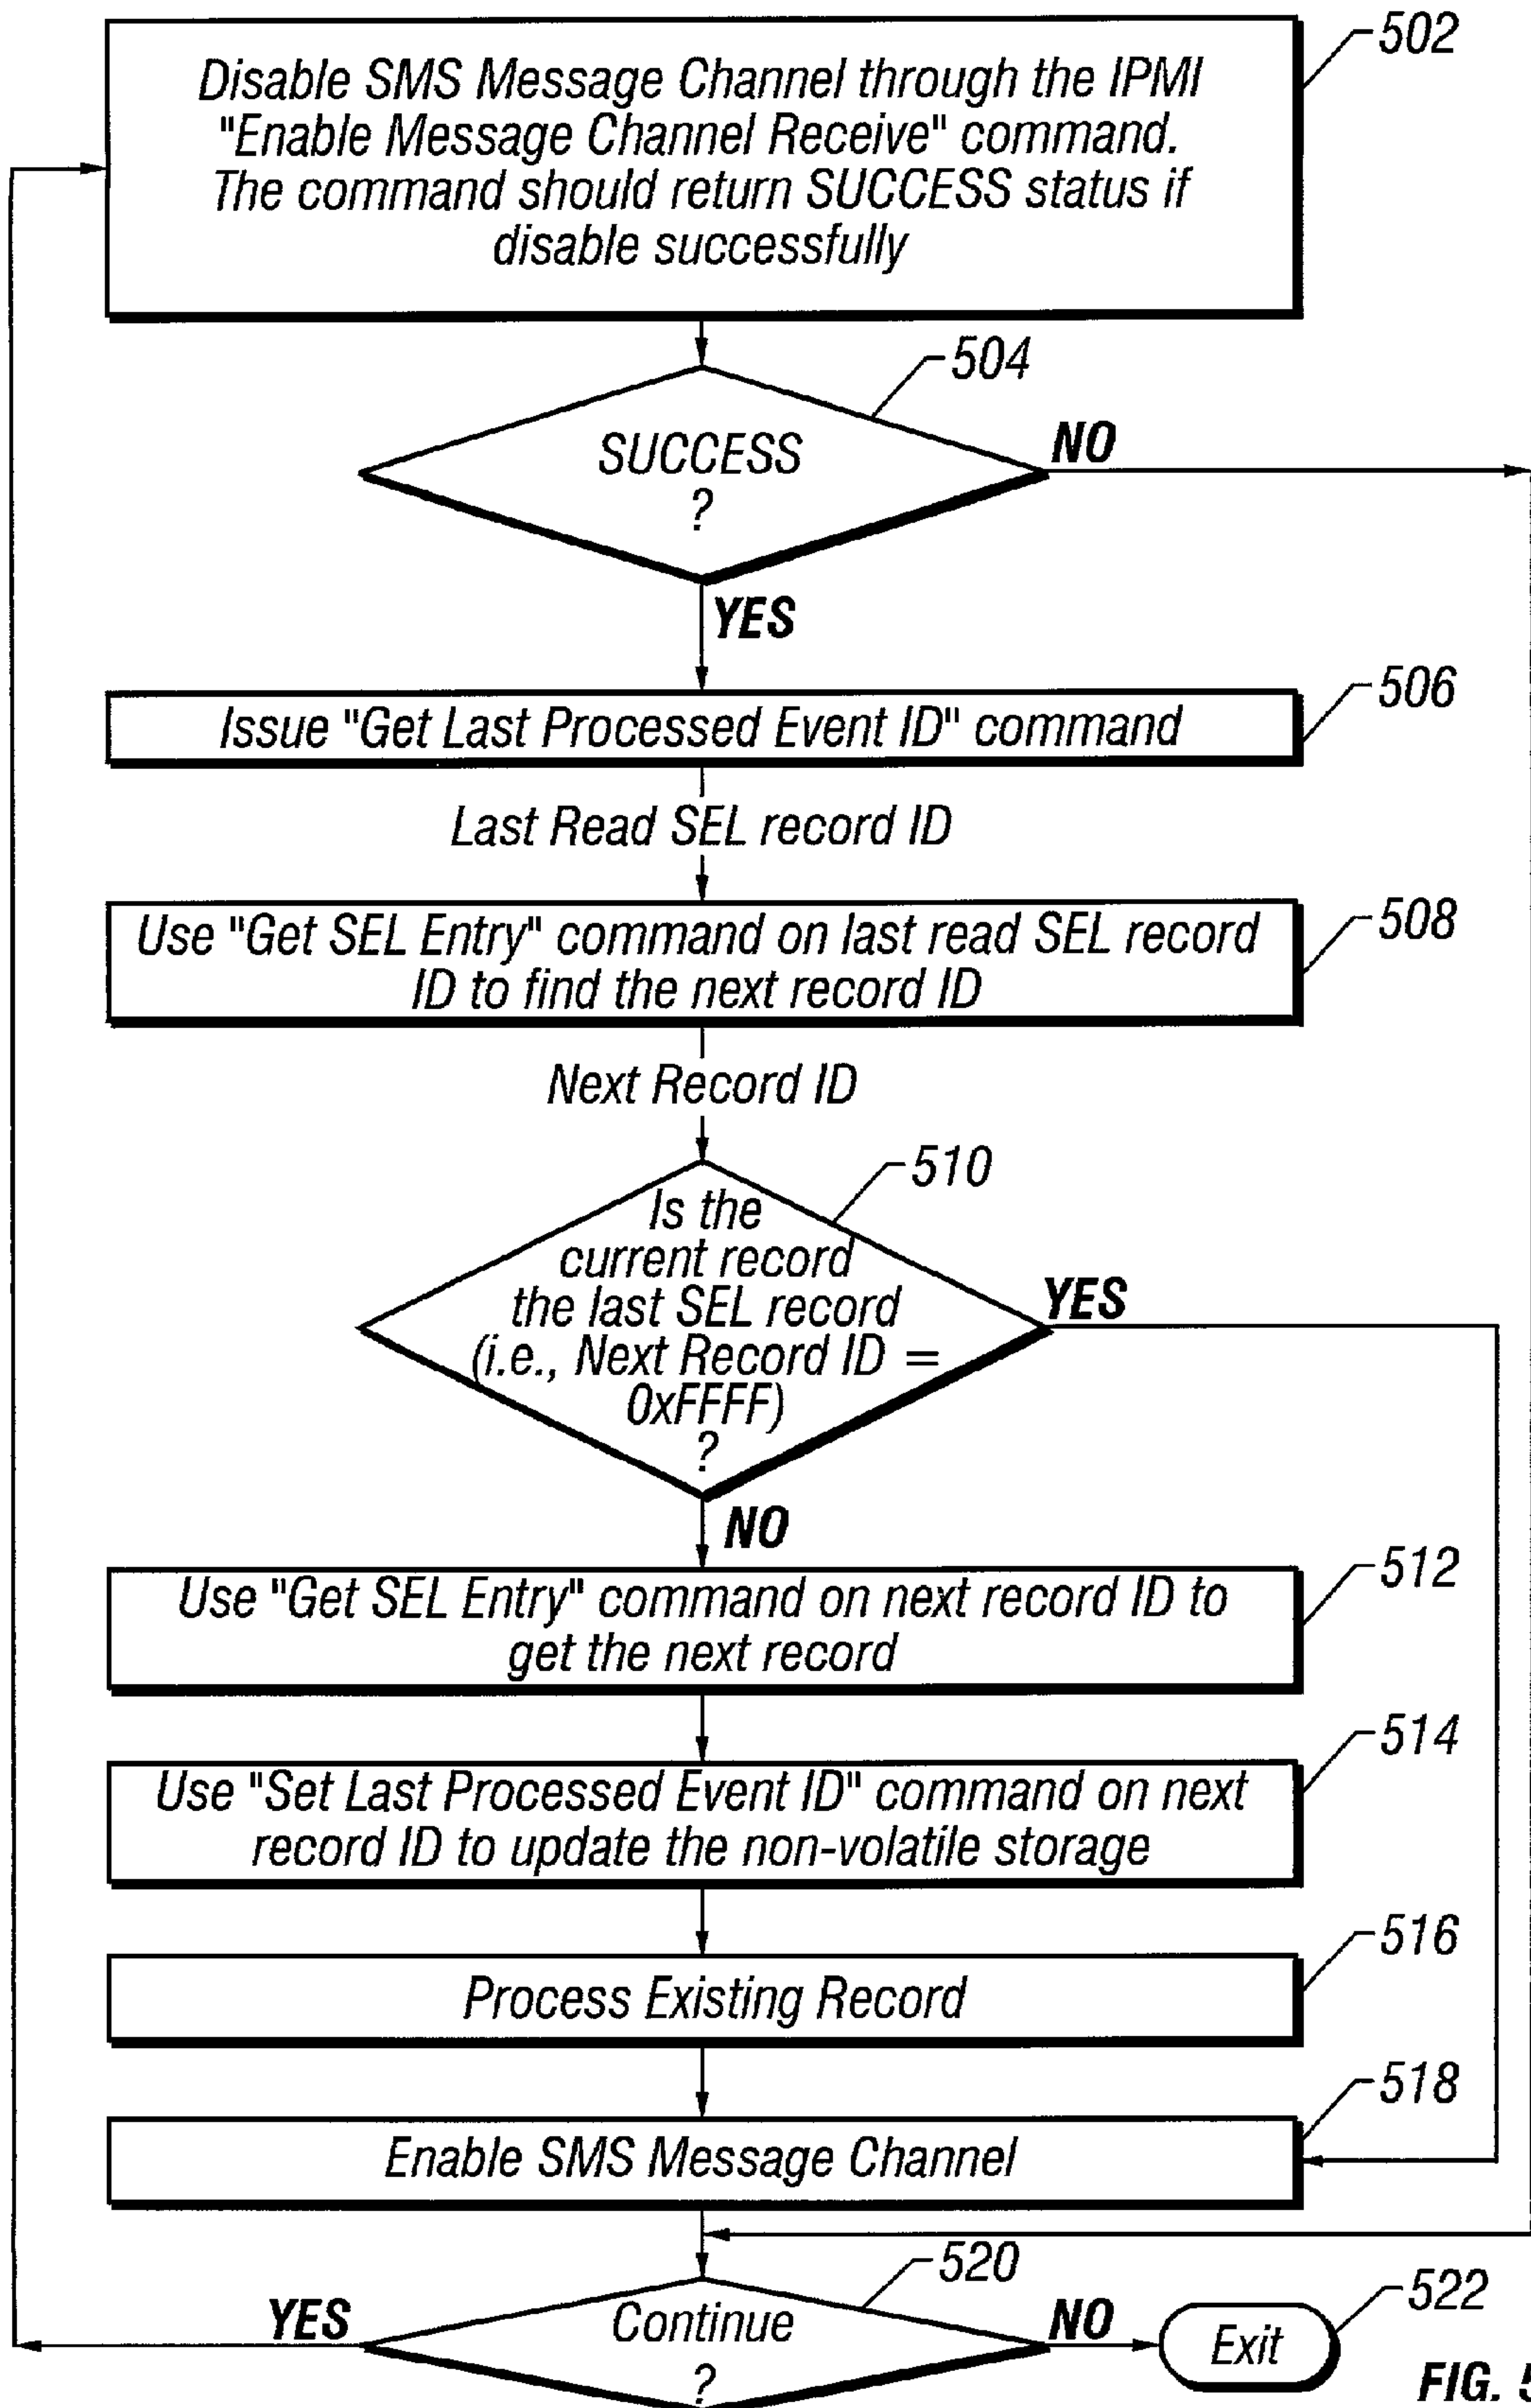 502
Disable SMS Message Channel through the IPMI
"Enable Message Channel Receive" command.
The command should return SUCCESS status if
disable successfully
504
SUCCESS
?
NO
YES
506
Issue "Get Last Processed Event ID" command
Last Read SEL record ID
508
Use "Get SEL Entry" command on last read SEL record
ID to find the next record ID
Next Record ID
510
Is the
current record
the last SEL record
(i.e., Next Record ID =
0xFFFF)
?
YES
NO
512
Use "Get SEL Entry" command on next record ID to
get the next record
514
Use "Set Last Processed Event ID" command on next
record ID to update the non-volatile storage
516
Process Existing Record
518
Enable SMS Message Channel
520
Continue
?
YES
NO
Exit
522
FIG. 5